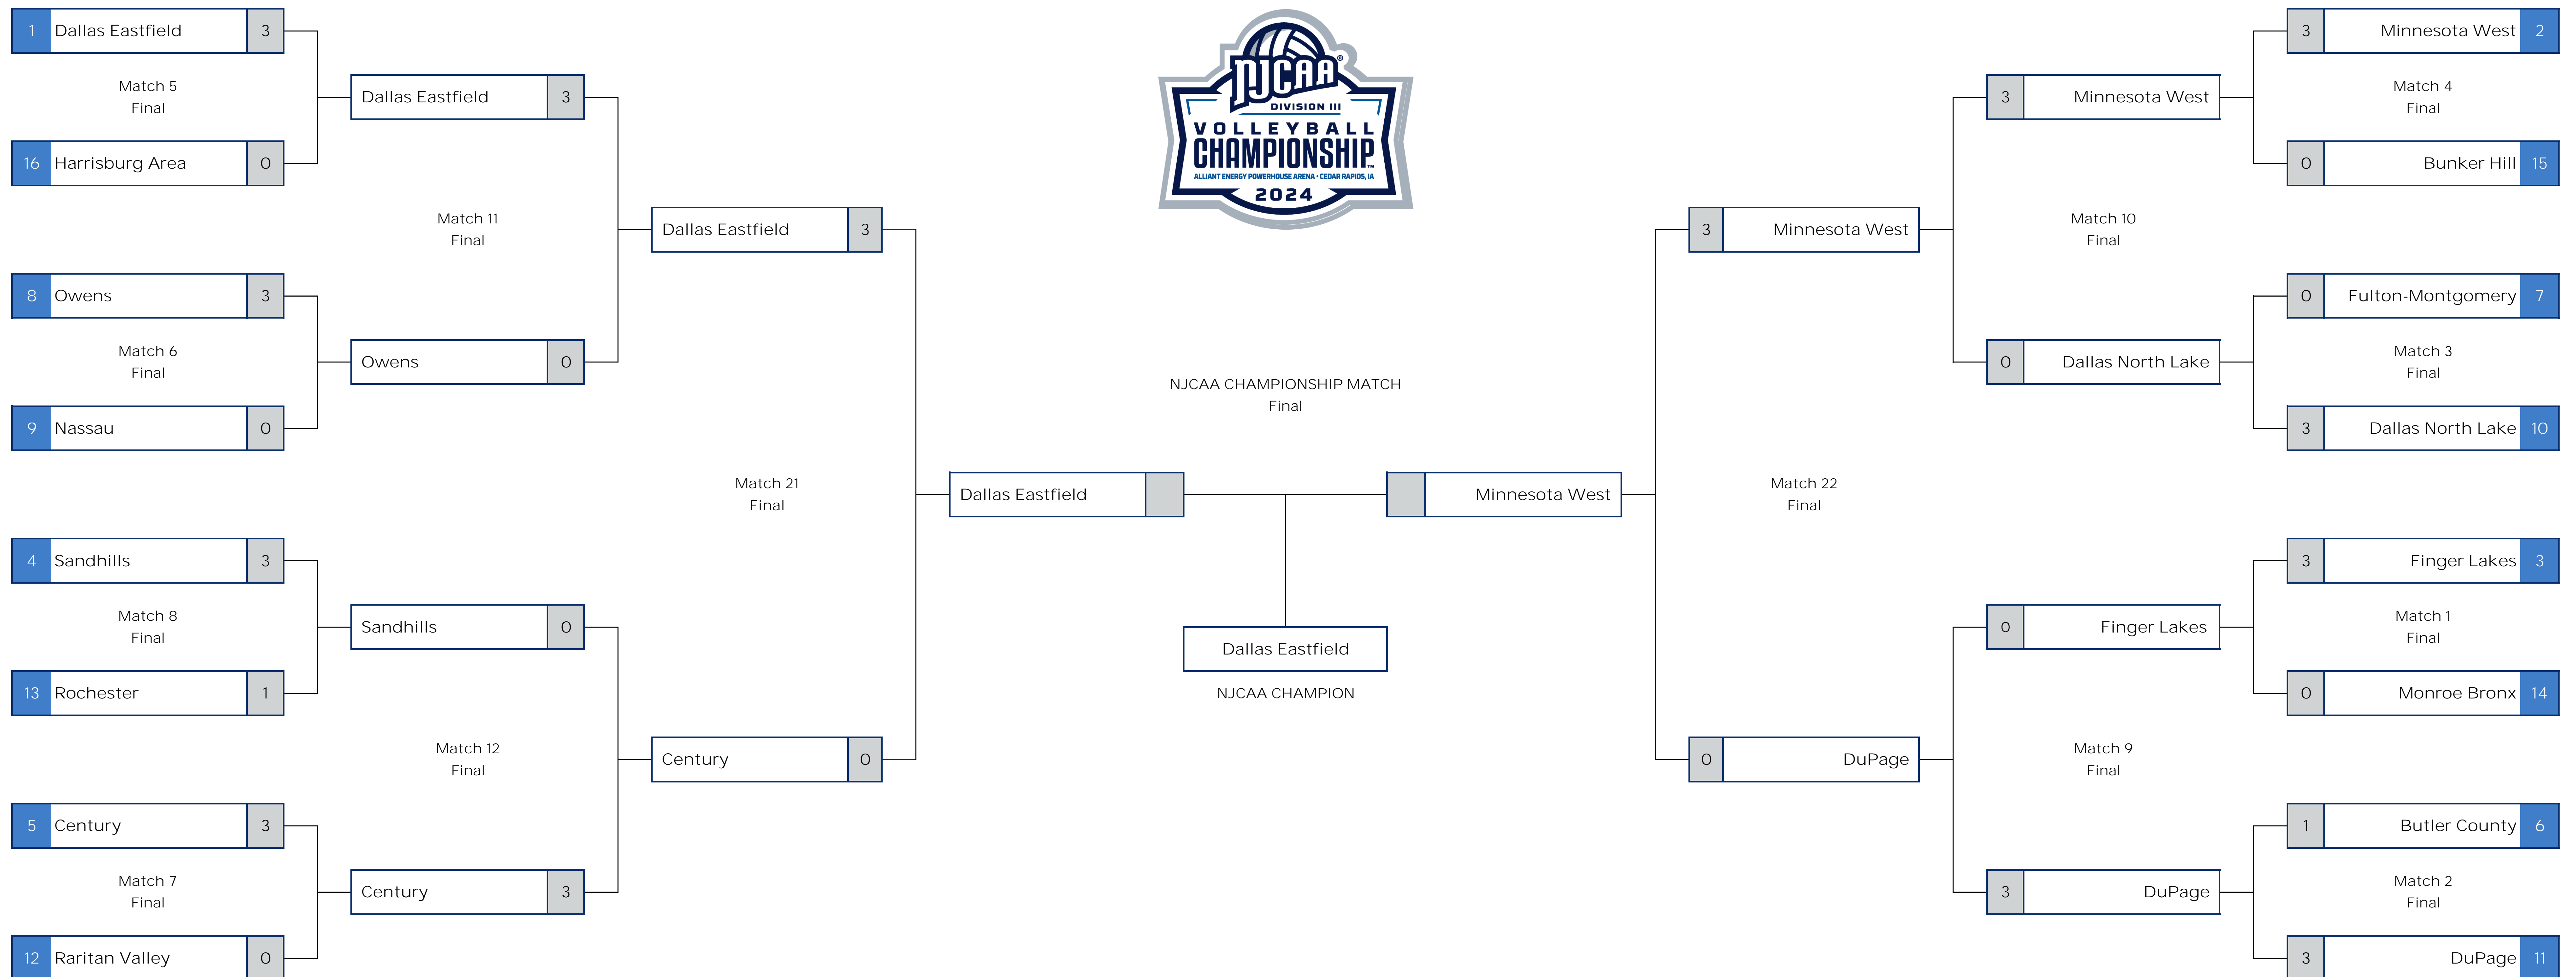 1 Dallas Eastfield 3
Match 5
Final
16 Harrisburg Area 0
Dallas Eastfield 3
Match 11
Final
8 Owens 3
Match 6
Final
9 Nassau 0
Owens 0
Dallas Eastfield 3
Match 21
Final
4 Sandhills 3
Match 8
Final
13 Rochester 1
Sandhills 0
Match 12
Final
5 Century 3
Match 7
Final
12 Raritan Valley 0
Century 3
Century 0
NJCAA®
DIVISION III
VOLLEYBALL
CHAMPIONSHIP™
ALLIANT ENERGY POWERHOUSE ARENA • CEDAR RAPIDS, IA
2024
NJCAA CHAMPIONSHIP MATCH
Final
Dallas Eastfield
Minnesota West
Dallas Eastfield
NJCAA CHAMPION
3 Minnesota West
Match 22
Final
0 DuPage
3 Minnesota West
Match 10
Final
0 Dallas North Lake
0 Finger Lakes
Match 9
Final
3 DuPage
3 Minnesota West 2
Match 4
Final
0 Bunker Hill 15
0 Fulton-Montgomery 7
Match 3
Final
3 Dallas North Lake 10
3 Finger Lakes 3
Match 1
Final
0 Monroe Bronx 14
1 Butler County 6
Match 2
Final
3 DuPage 11